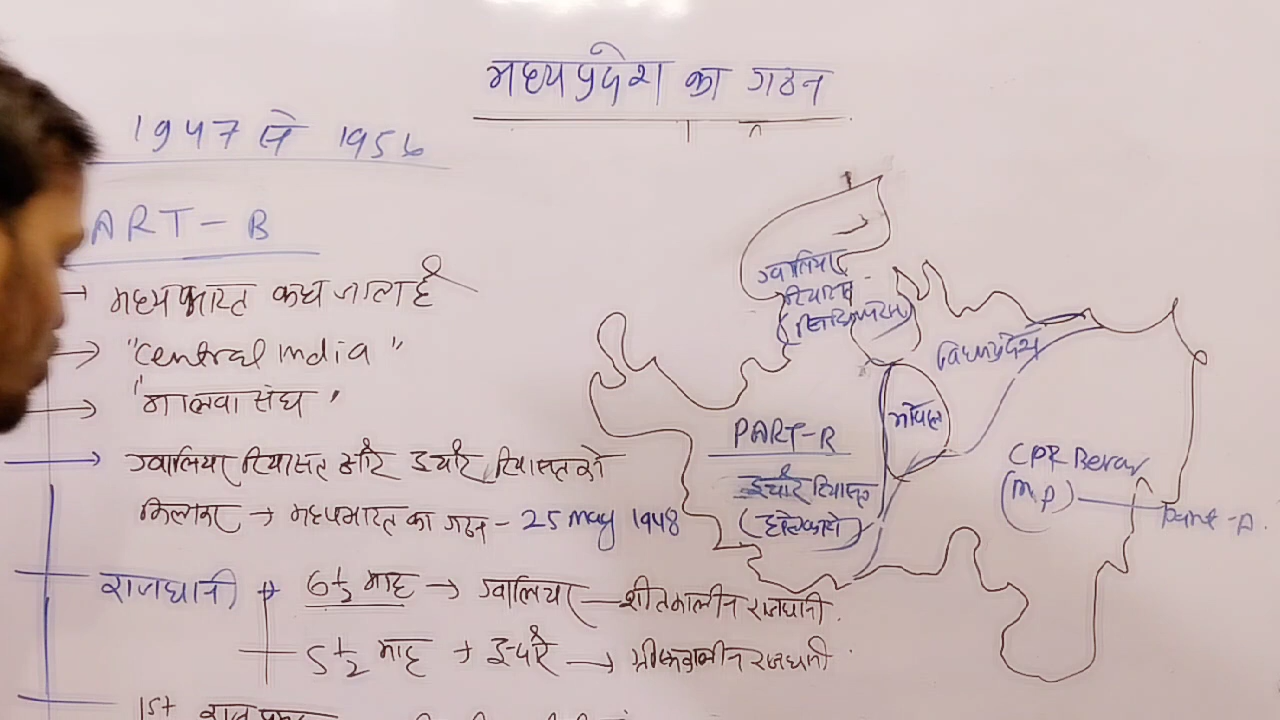 मध्यप्रदेश का गठन
1947 से 1956
ART - B
→ मध्यभारत कहा जाता है
→ "Central India"
→ "मालवा संघ"
→ ग्वालियर रियासत और इन्दौर रियासत को
मिलाकर → मध्यभारत का गठन - 25 May 1948
राजधानी → 6½ माह → ग्वालियर — शीतकालीन राजधानी.
→ 5½ माह → इन्दौर → ग्रीष्मकालीन राजधानी.
1st
ग्वालियर
रियासत
विंध्यप्रदेश
भोपाल
PART-B
इन्दौर रियासत
CPR Berar
(M.P) — Part-A.